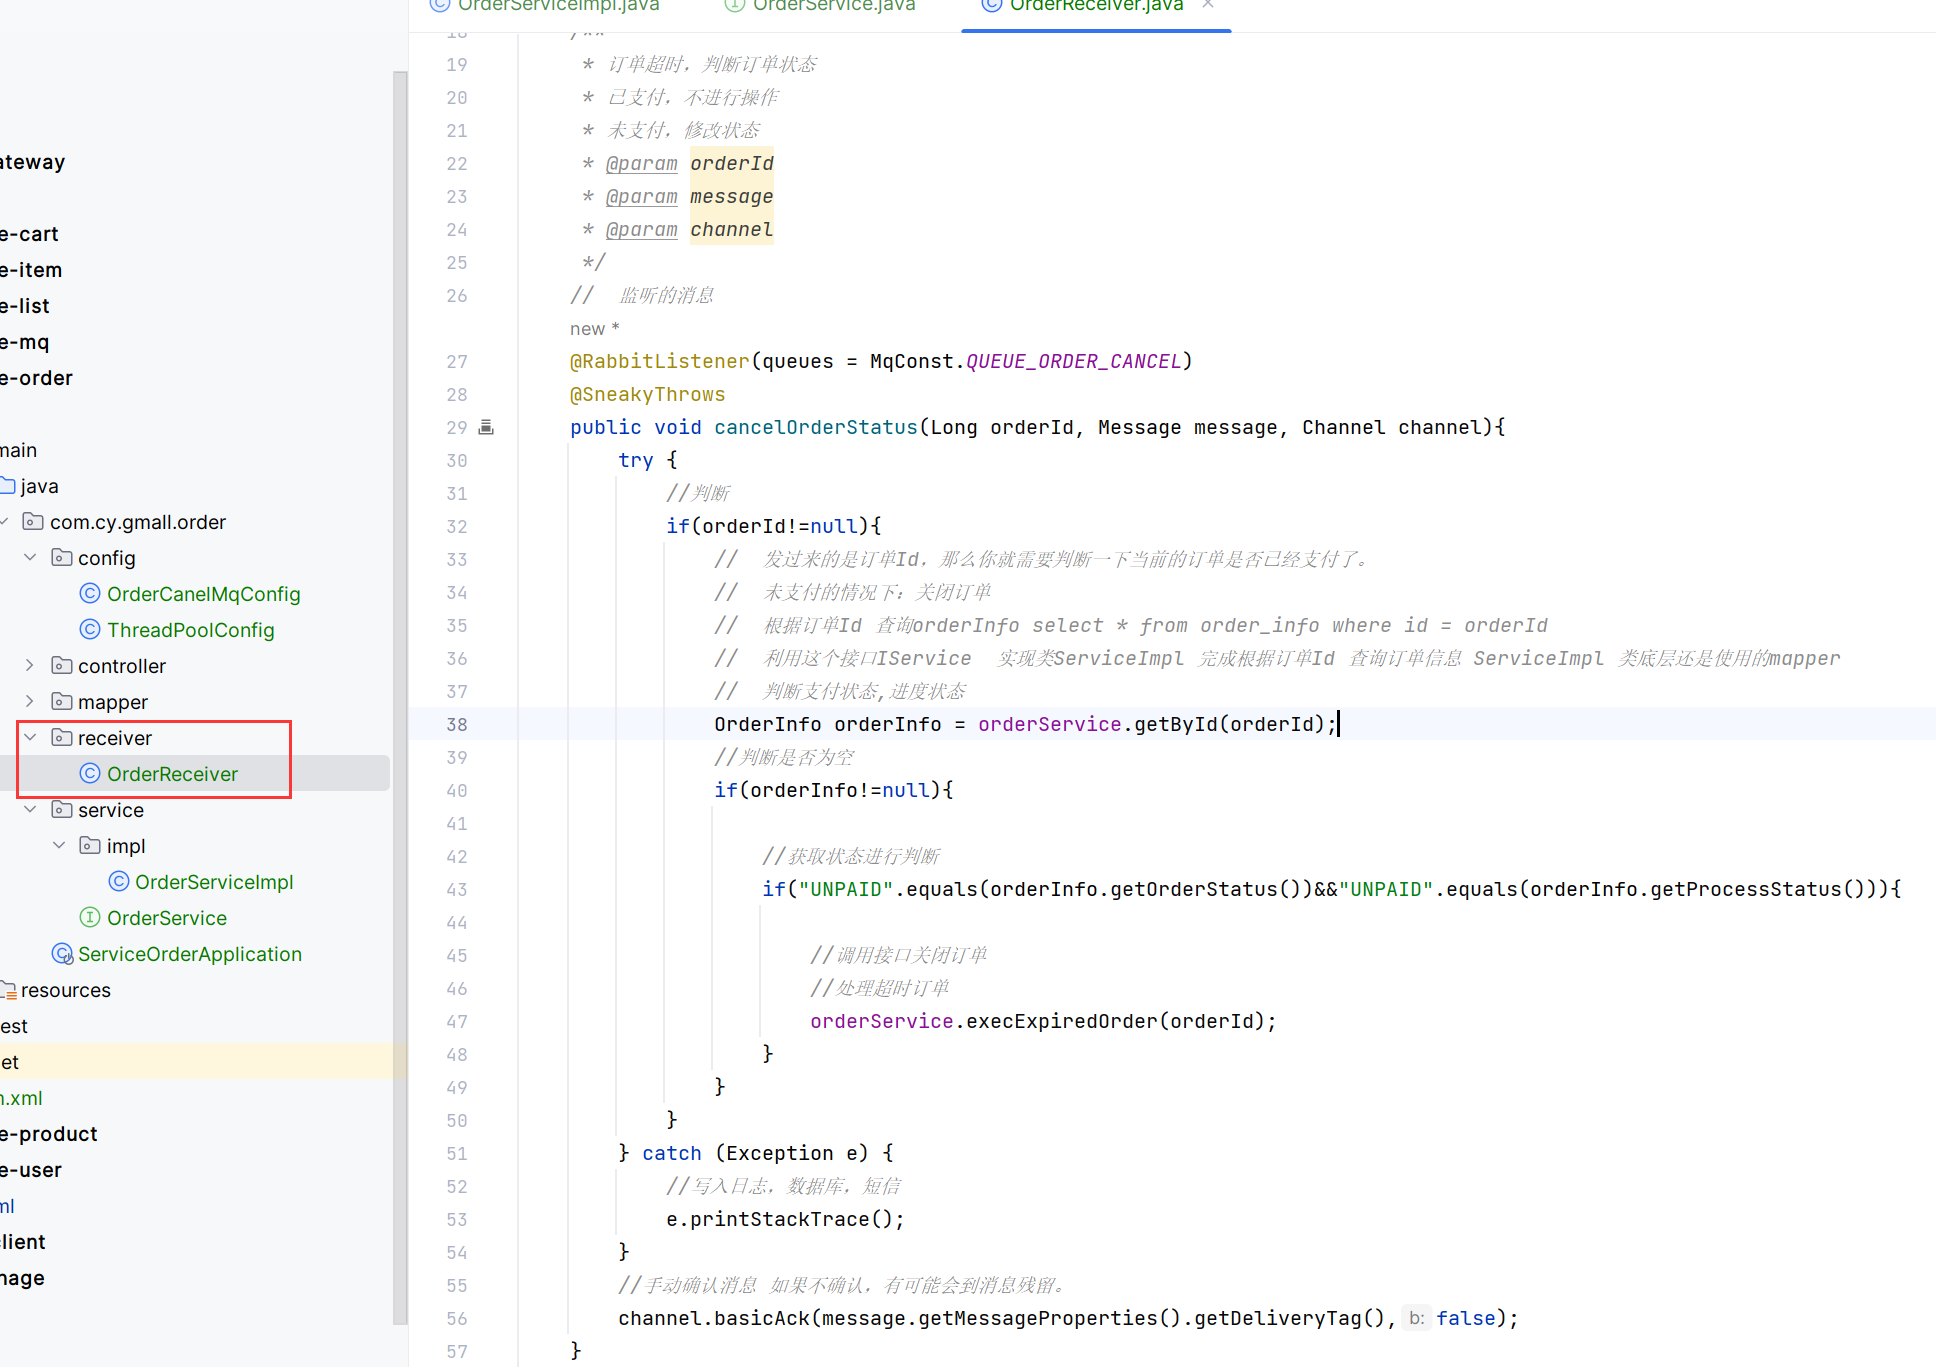 ateway
e-cart
e-item
e-list
e-mq
e-order
main
java
com.cy.gmall.order
config
OrderCanelMqConfig
ThreadPoolConfig
controller
mapper
receiver
OrderReceiver
service
impl
OrderServiceImpl
OrderService
ServiceOrderApplication
resources
est
et
n.xml
e-product
e-user
ml
client
nage
OrderServiceImpl.java OrderService.java OrderReceiver.java
18 /**
19 * 订单超时，判断订单状态
20 * 已支付，不进行操作
21 * 未支付，修改状态
22 * @param orderId
23 * @param message
24 * @param channel
25 */
26 // 监听的消息
new *
27 @RabbitListener(queues = MqConst.QUEUE_ORDER_CANCEL)
28 @SneakyThrows
29 public void cancelOrderStatus(Long orderId, Message message, Channel channel){
30 try {
31 //判断
32 if(orderId!=null){
33 // 发过来的是订单Id，那么你就需要判断一下当前的订单是否已经支付了。
34 // 未支付的情况下：关闭订单
35 // 根据订单Id 查询orderInfo select * from order_info where id = orderId
36 // 利用这个接口IService 实现类ServiceImpl 完成根据订单Id 查询订单信息 ServiceImpl 类底层还是使用的mapper
37 // 判断支付状态,进度状态
38 OrderInfo orderInfo = orderService.getById(orderId);
39 //判断是否为空
40 if(orderInfo!=null){
41
42 //获取状态进行判断
43 if("UNPAID".equals(orderInfo.getOrderStatus())&&"UNPAID".equals(orderInfo.getProcessStatus())){
44
45 //调用接口关闭订单
46 //处理超时订单
47 orderService.execExpiredOrder(orderId);
48 }
49 }
50 }
51 } catch (Exception e) {
52 //写入日志，数据库，短信
53 e.printStackTrace();
54 }
55 //手动确认消息 如果不确认，有可能会到消息残留。
56 channel.basicAck(message.getMessageProperties().getDeliveryTag(), b: false);
57 }